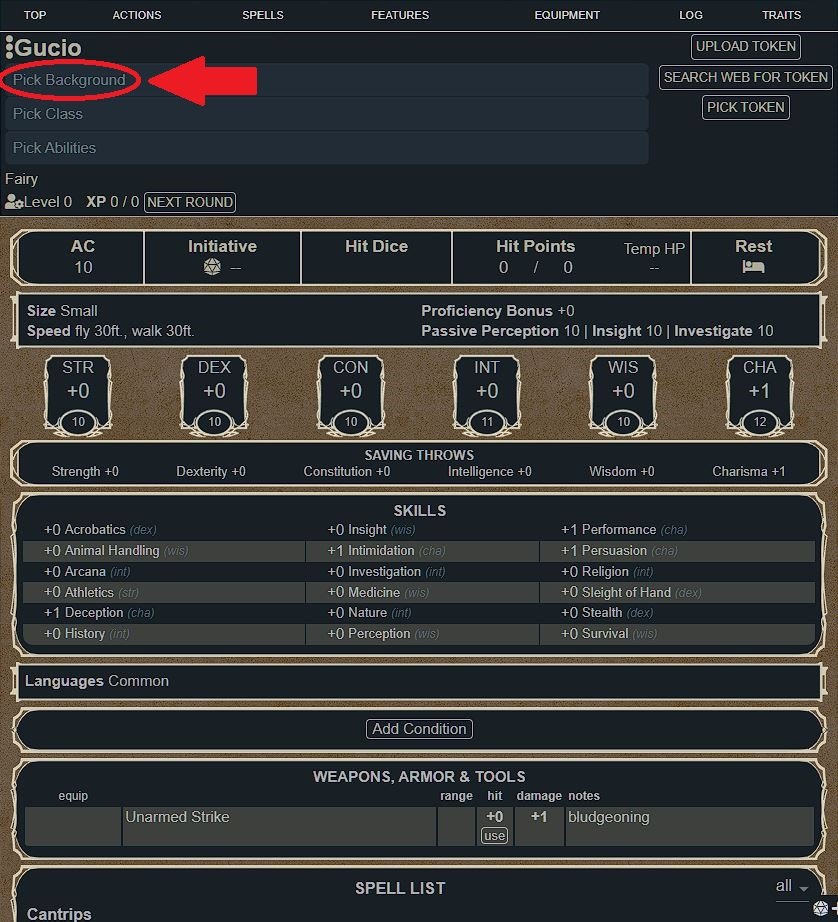 TOP ACTIONS SPELLS FEATURES EQUIPMENT LOG TRAITS
Gucio
UPLOAD TOKEN
Pick Background
SEARCH WEB FOR TOKEN
Pick Class
PICK TOKEN
Pick Abilities
Fairy
Level 0 XP 0 / 0 NEXT ROUND
AC Initiative Hit Dice Hit Points Temp HP Rest
10 -- 0 / 0 --
Size Small Proficiency Bonus +0
Speed fly 30ft., walk 30ft. Passive Perception 10 | Insight 10 | Investigate 10
STR DEX CON INT WIS CHA
+0 +0 +0 +0 +0 +1
10 10 10 11 10 12
SAVING THROWS
Strength +0 Dexterity +0 Constitution +0 Intelligence +0 Wisdom +0 Charisma +1
SKILLS
+0 Acrobatics (dex) +0 Insight (wis) +1 Performance (cha)
+0 Animal Handling (wis) +1 Intimidation (cha) +1 Persuasion (cha)
+0 Arcana (int) +0 Investigation (int) +0 Religion (int)
+0 Athletics (str) +0 Medicine (wis) +0 Sleight of Hand (dex)
+1 Deception (cha) +0 Nature (int) +0 Stealth (dex)
+0 History (int) +0 Perception (wis) +0 Survival (wis)
Languages Common
Add Condition
WEAPONS, ARMOR & TOOLS
equip range hit damage notes
Unarmed Strike +0 +1 bludgeoning
use
SPELL LIST all
Cantrips